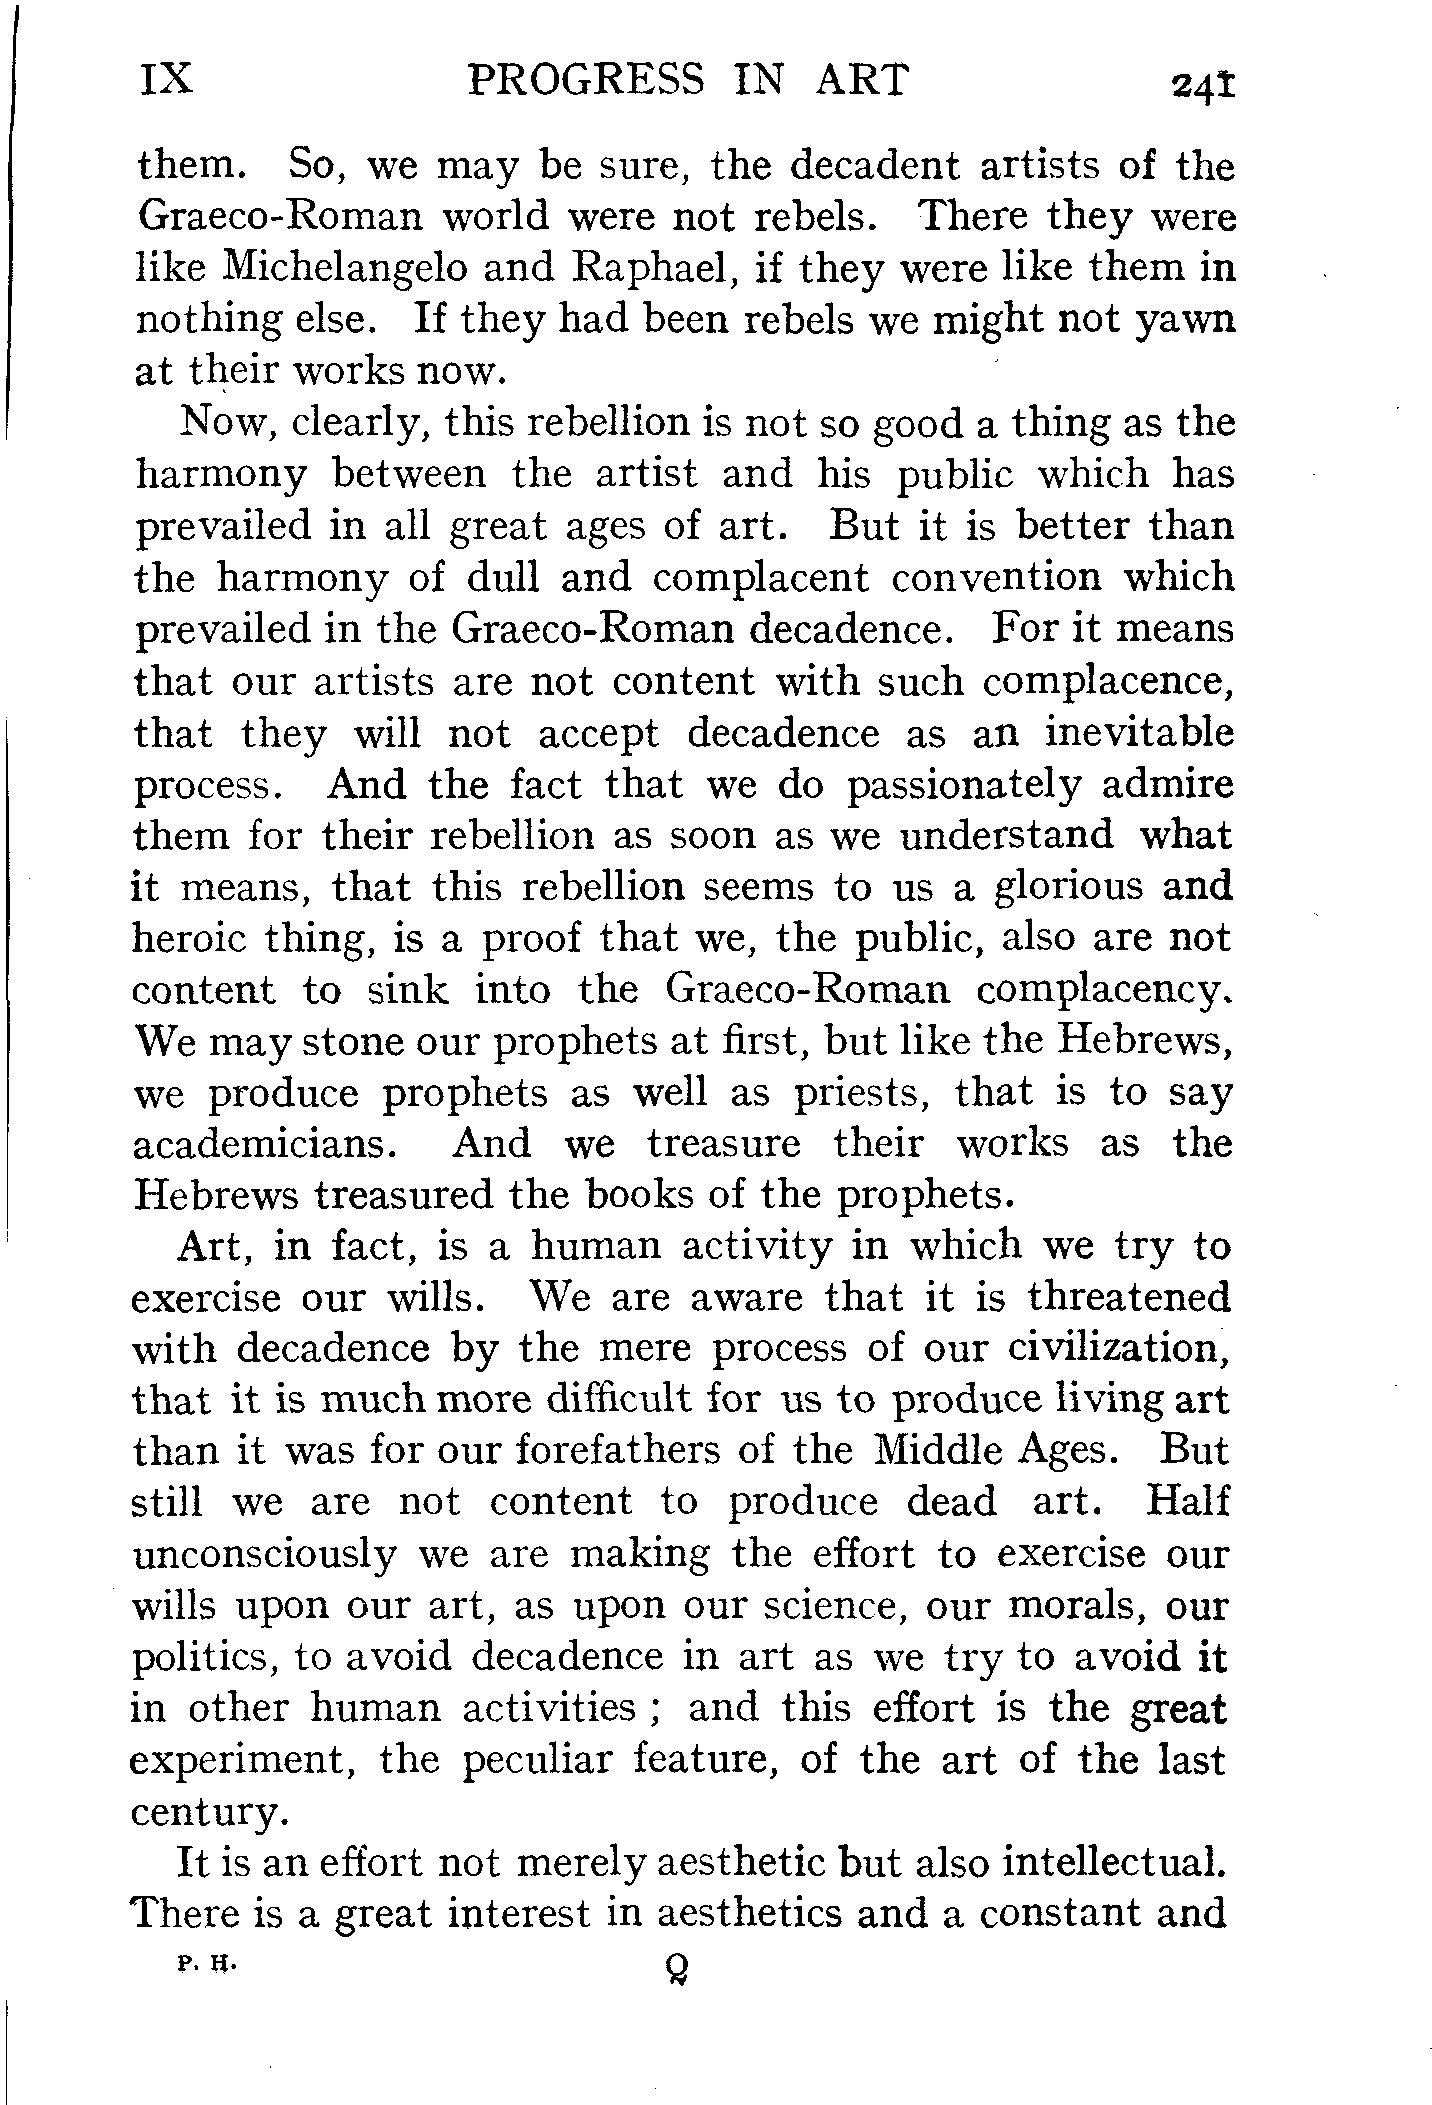 IX PROGRESS IN ART 241
them. So, we may be sure, the decadent artists of the
Graeco-Roman world were not rebels. There they were
like Michelangelo and Raphael, if they were like them in
nothing else. If they had been rebels we might not yawn
at their works now.
Now, clearly, this rebellion is not so good a thing as the
harmony between the artist and his public which has
prevailed in all great ages of art. But it is better than
the harmony of dull and complacent convention which
prevailed in the Graeco-Roman decadence. For it means
that our artists are not content with such complacence,
that they will not accept decadence as an inevitable
process. And the fact that we do passionately admire
them for their rebellion as soon as we understand what
it means, that this rebellion seems to us a glorious and
heroic thing, is a proof that we, the public, also are not
content to sink into the Graeco-Roman complacency.
We may stone our prophets at first, but like the Hebrews,
we produce prophets as well as priests, that is to say
academicians. And we treasure their works as the
Hebrews treasured the books of the prophets.
Art, in fact, is a human activity in which we try to
exercise our wills. We are aware that it is threatened
with decadence by the mere process of our civilization,
that it is much more difficult for us to produce living art
than it was for our forefathers of the Middle Ages. But
still we are not content to produce dead art. Half
unconsciously we are making the effort to exercise our
wills upon our art, as upon our science, our morals, our
politics, to avoid decadence in art as we try to avoid it
in other human activities ; and this effort is the great
experiment, the peculiar feature, of the art of the last
century.
It is an effort not merely aesthetic but also intellectual.
There is a great interest in aesthetics and a constant and
P. H. Q